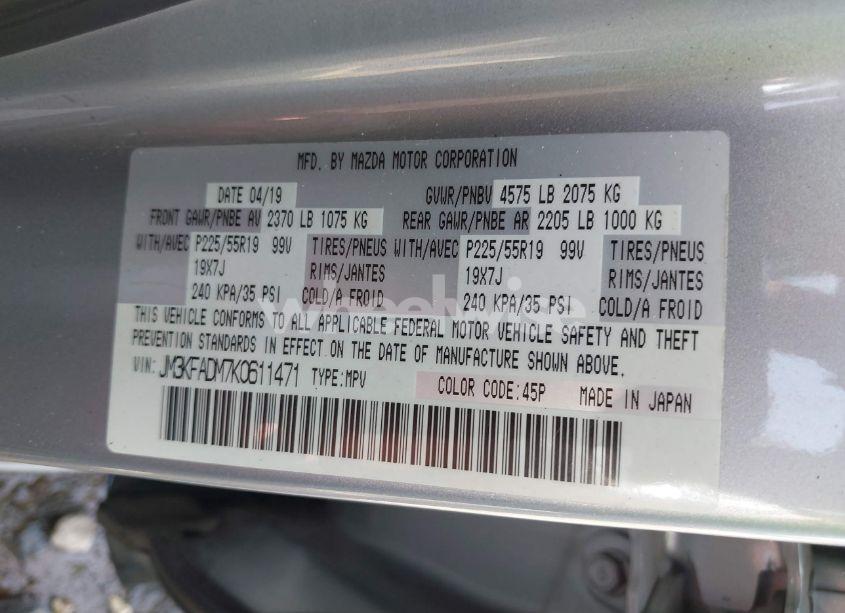 MFD. BY MAZDA MOTOR CORPORATION
DATE 04/19 GVWR/PNBV 4575 LB 2075 KG
FRONT GAWR/PNBE AV 2370 LB 1075 KG REAR GAWR/PNBE AR 2205 LB 1000 KG
WITH/AVEC P225/55R19 99V TIRES/PNEUS WITH/AVEC P225/55R19 99V TIRES/PNEUS
19X7J RIMS/JANTES 19X7J RIMS/JANTES
240 KPA/35 PSI COLD/A FROID 240 KPA/35 PSI COLD/A FROID
wheelwise
THIS VEHICLE CONFORMS TO ALL APPLICABLE FEDERAL MOTOR VEHICLE SAFETY AND THEFT
PREVENTION STANDARDS IN EFFECT ON THE DATE OF MANUFACTURE SHOWN ABOVE.
VIN: JM3KFADM7K0611471 TYPE:MPV COLOR CODE:45P MADE IN JAPAN